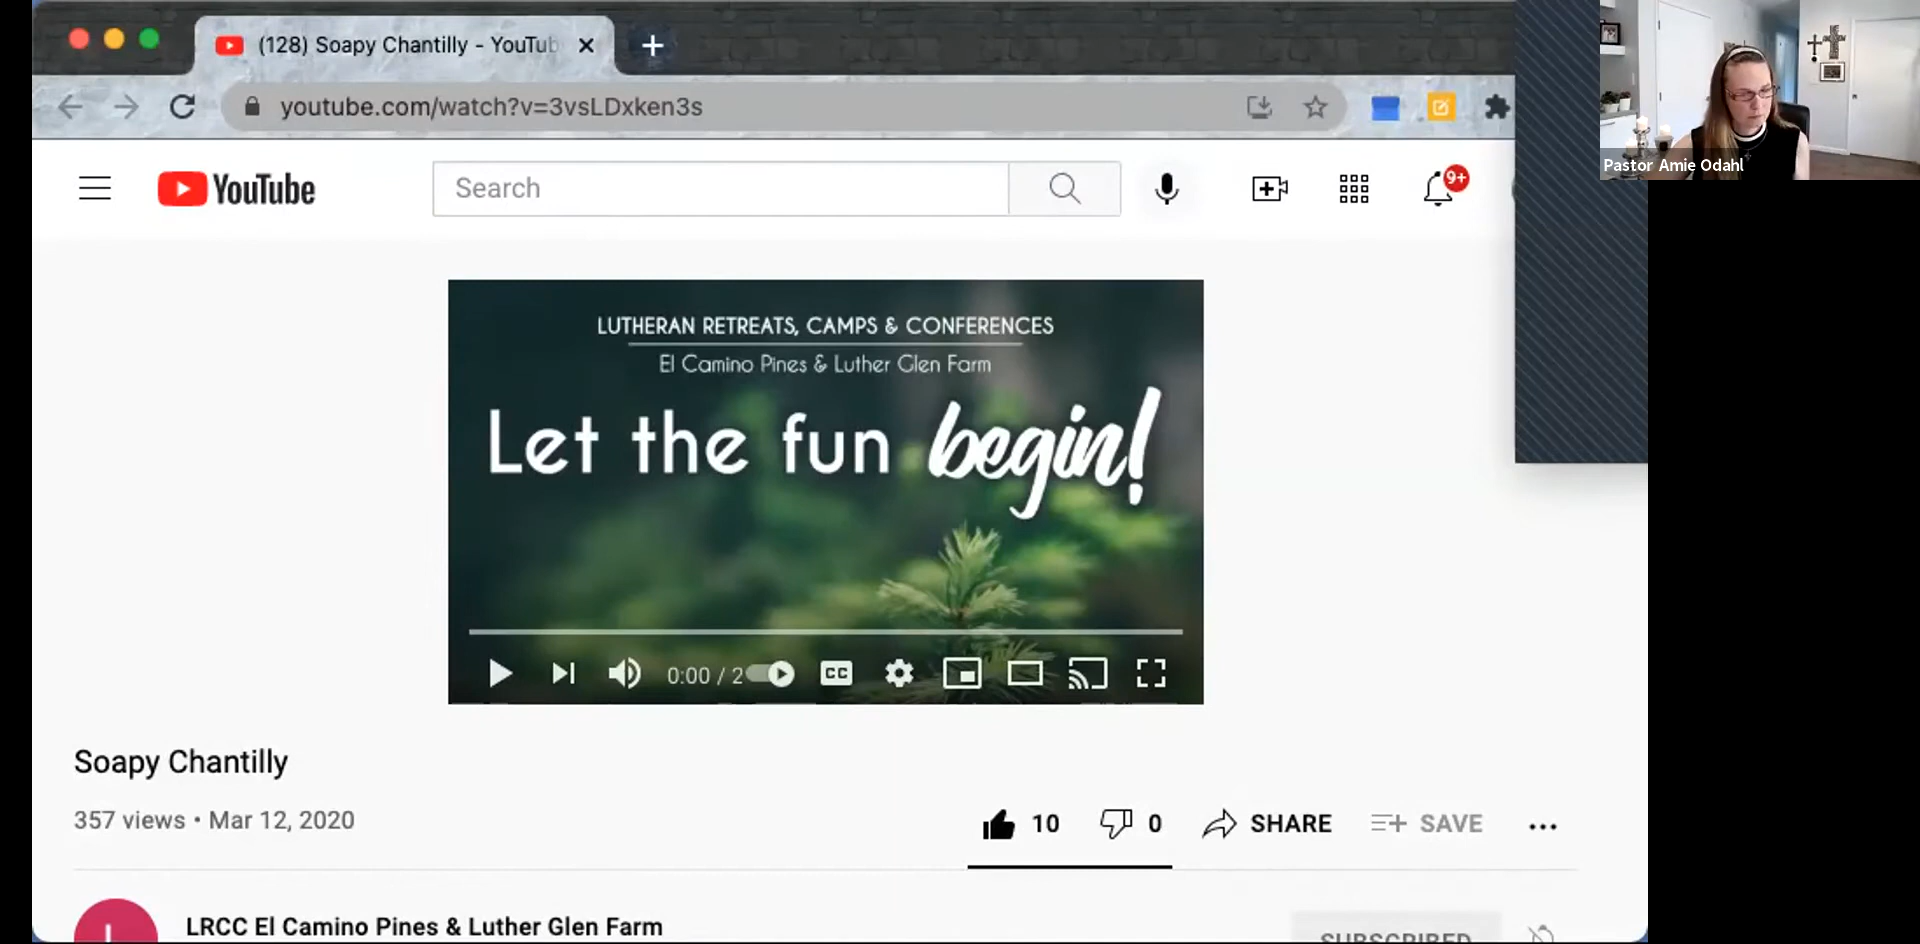 (128) Soapy Chantilly - YouTub
youtube.com/watch?v=3vsLDxken3s
Pastor Amie Odahl
YouTube
Search
9+
LUTHERAN RETREATS, CAMPS & CONFERENCES
El Camino Pines & Luther Glen Farm
Let the fun begin!
0:00 / 2
CC
Soapy Chantilly
357 views • Mar 12, 2020
10
0
SHARE
SAVE
L
LRCC El Camino Pines & Luther Glen Farm
SUBSCRIBED